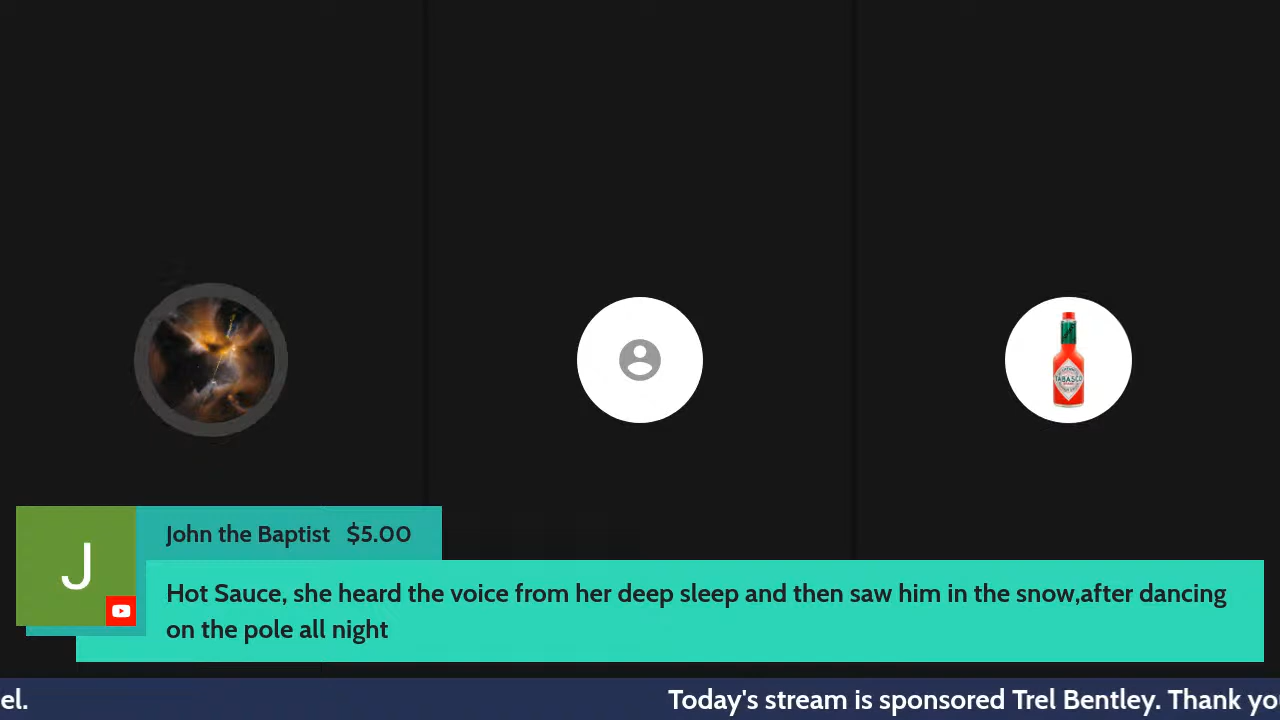 TABASCO
John the Baptist $5.00
J
Hot Sauce, she heard the voice from her deep sleep and then saw him in the snow,after dancing
on the pole all night
el. Today's stream is sponsored Trel Bentley. Thank yo